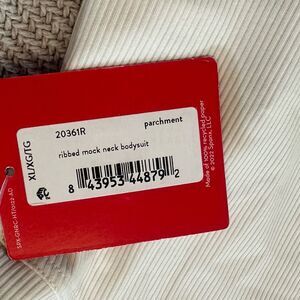 XL/XG/TG
20361R
parchment
ribbed mock neck bodysuit
8 43953 44879 2
Made of 100% recycled paper
© 2022 Spanx, LLC